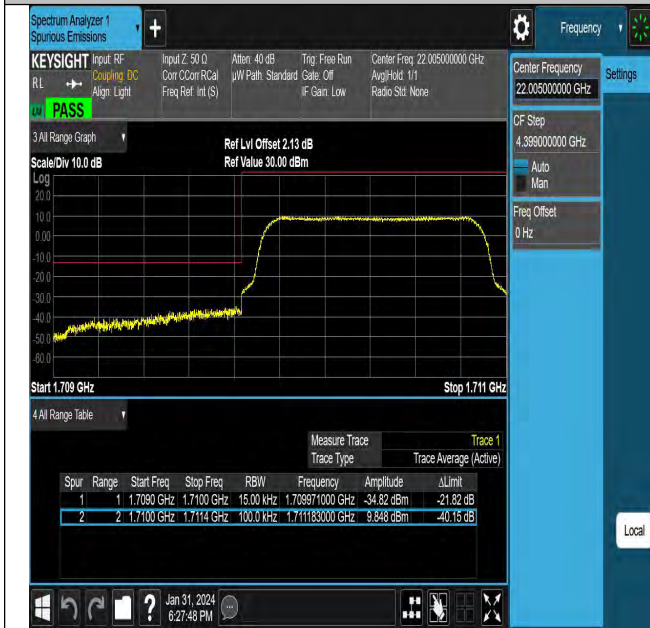 Spectrum Analyzer 1
Spurious Emissions
+
Frequency
KEYSIGHT Input: RF Input Z: 50 Ω Atten: 40 dB Trig: Free Run Center Freq: 22.005000000 GHz
RL Coupling: DC Corr CCorr RCal µW Path: Standard Gate: Off Avg|Hold: 1/1
Align: Light Freq Ref: Int (S) IF Gain: Low Radio Std: None
PASS
Center Frequency
22.005000000 GHz
Settings
CF Step
4.399000000 GHz
Auto
Man
Freq Offset
0 Hz
3 All Range Graph
Ref Lvl Offset 2.13 dB
Scale/Div 10.0 dB Ref Value 30.00 dBm
Log
20.0
10.0
0.00
-10.0
-20.0
-30.0
-40.0
-50.0
-60.0
Start 1.709 GHz Stop 1.711 GHz
4 All Range Table
Measure Trace Trace 1
Trace Type Trace Average (Active)
Spur Range Start Freq Stop Freq RBW Frequency Amplitude ΔLimit
1 1 1.7090 GHz 1.7100 GHz 15.00 kHz 1.709971000 GHz -34.82 dBm -21.82 dB
2 2 1.7100 GHz 1.7114 GHz 100.0 kHz 1.711183000 GHz 9.848 dBm -40.15 dB
Local
? Jan 31, 2024
6:27:48 PM